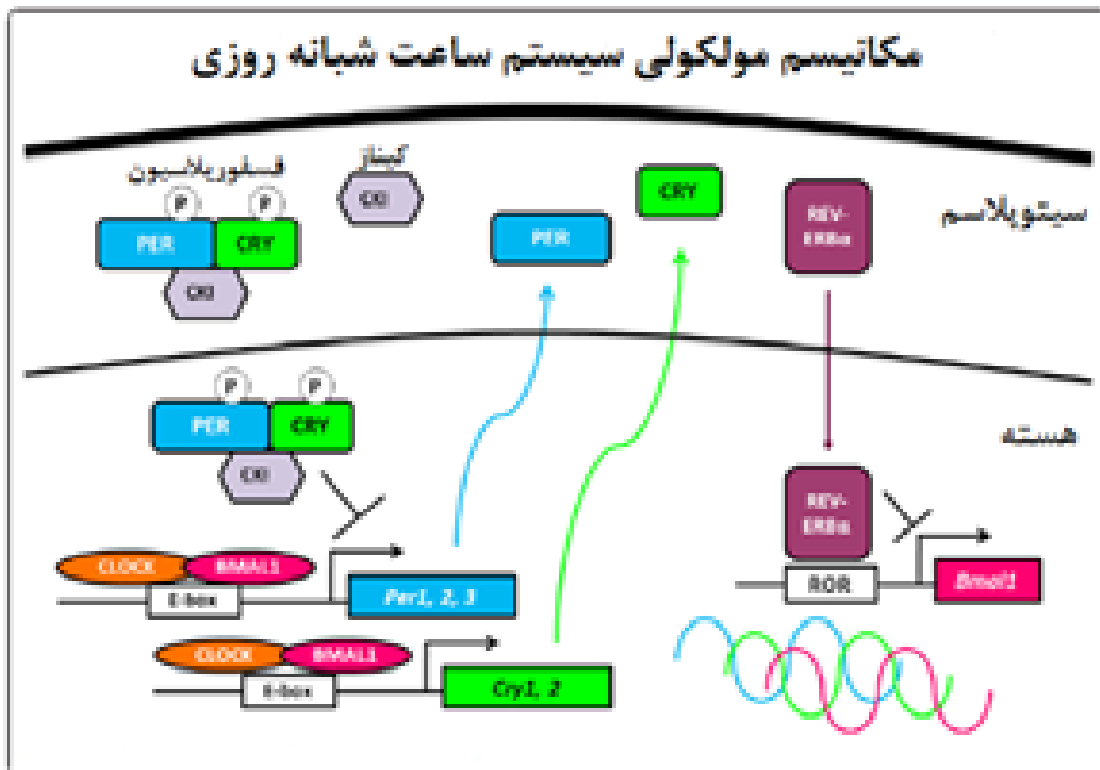 مکانیسم مولکولی سیستم ساعت شبانه روزی
فسفوریلاسیون
کیناز
P
P
CKI
CRY
PER
REV-
ERBα
سیتوپلاسم
PER
CRY
CKI
P
P
PER
CRY
CKI
هسته
REV-
ERBα
CLOCK
BMAL1
E-box
Per1, 2, 3
ROR
Bmal1
CLOCK
BMAL1
E-box
Cry1, 2